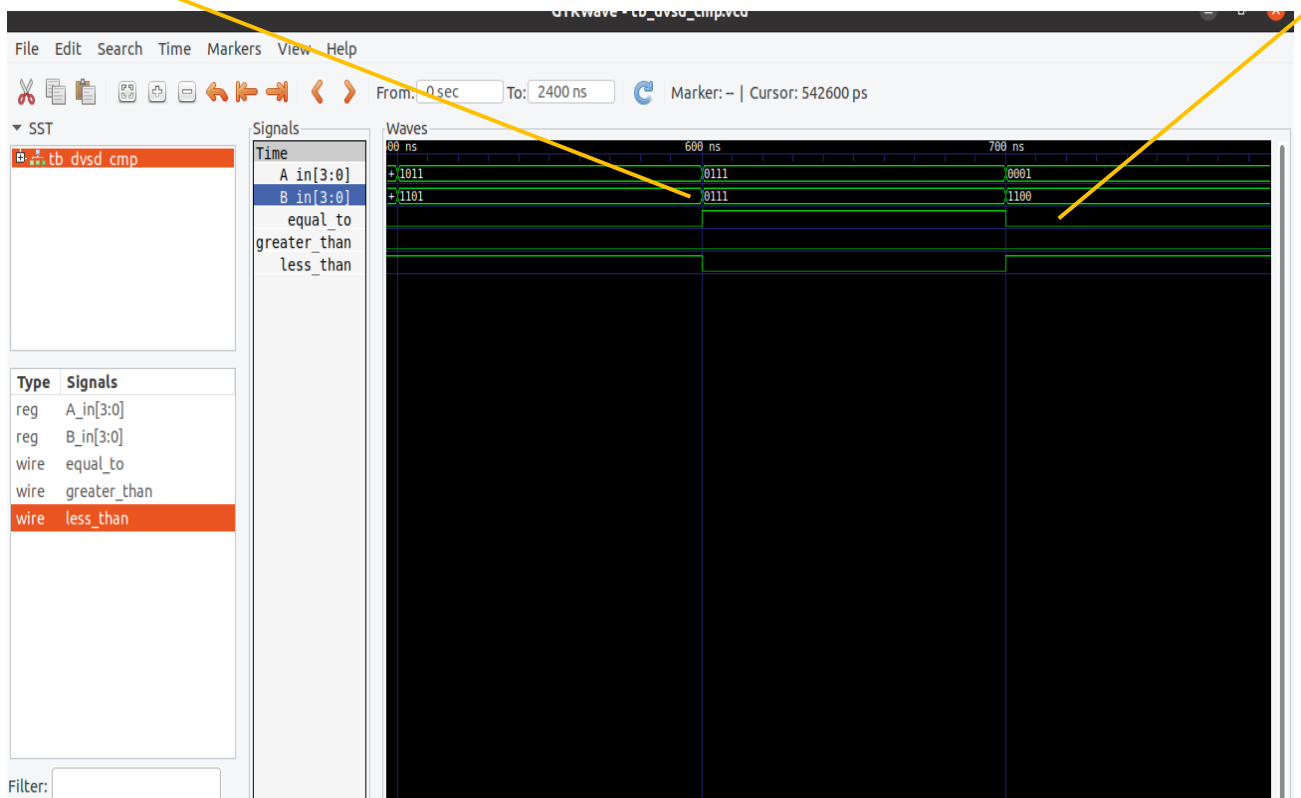 GTKWave - tb_dvsd_cmp.vcd
File Edit Search Time Markers View Help
From: 0 sec To: 2400 ns Marker: -- | Cursor: 542600 ps
SST
tb_dvsd_cmp
Signals
Time
A_in[3:0]
B_in[3:0]
equal_to
greater_than
less_than
Waves
00 ns 600 ns 700 ns
+ 1011 0111 0001
+ 1101 0111 1100
Type Signals
reg A_in[3:0]
reg B_in[3:0]
wire equal_to
wire greater_than
wire less_than
Filter: